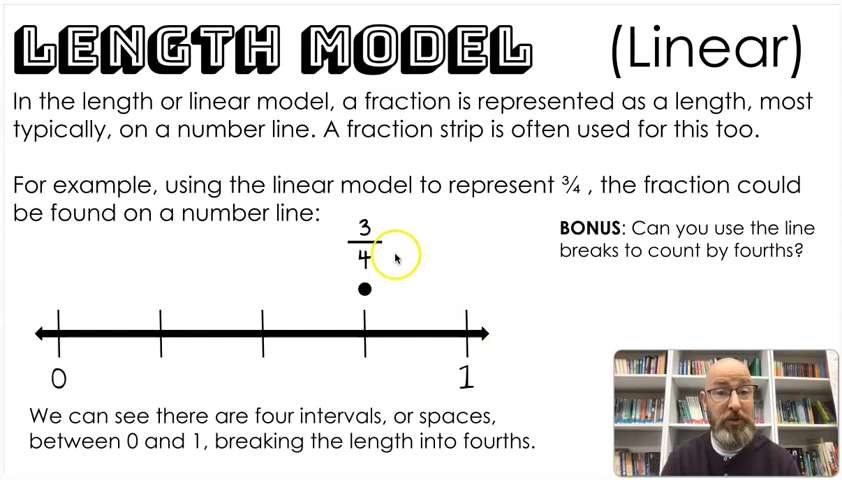 LENGTH MODEL (Linear)
In the length or linear model, a fraction is represented as a length, most
typically, on a number line. A fraction strip is often used for this too.
For example, using the linear model to represent ¾ , the fraction could
be found on a number line:
BONUS: Can you use the line
breaks to count by fourths?
3
4
0 1
We can see there are four intervals, or spaces,
between 0 and 1, breaking the length into fourths.